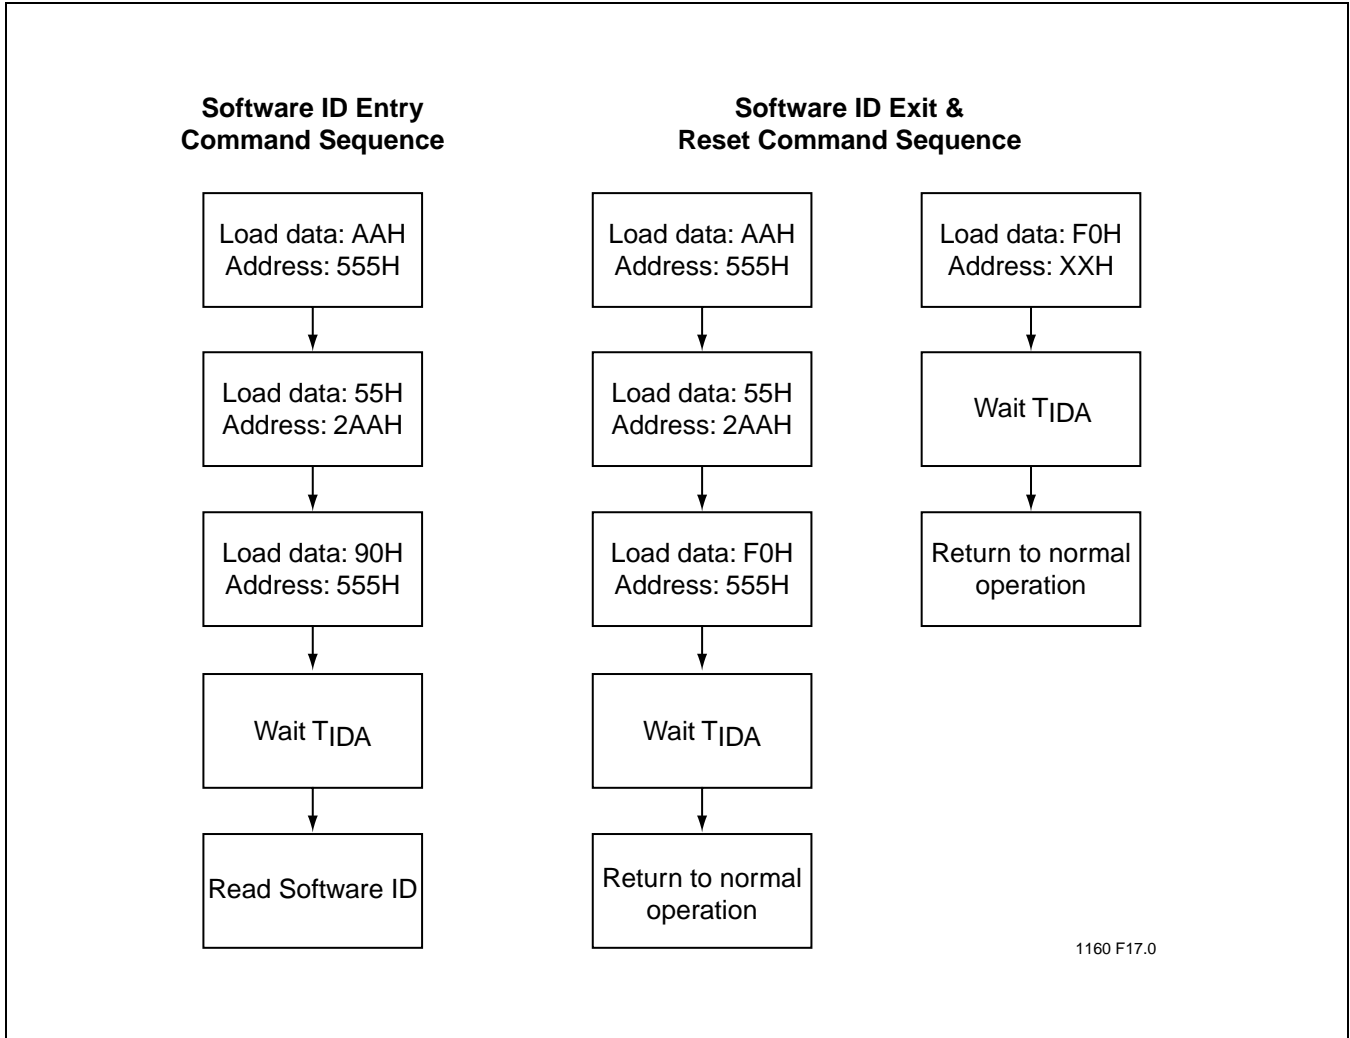 Software ID Entry
Command Sequence
Load data: AAH
Address: 555H
Load data: 55H
Address: 2AAH
Load data: 90H
Address: 555H
Wait TIDA
Read Software ID
Software ID Exit &
Reset Command Sequence
Load data: AAH
Address: 555H
Load data: 55H
Address: 2AAH
Load data: F0H
Address: 555H
Wait TIDA
Return to normal
operation
Load data: F0H
Address: XXH
Wait TIDA
Return to normal
operation
1160 F17.0